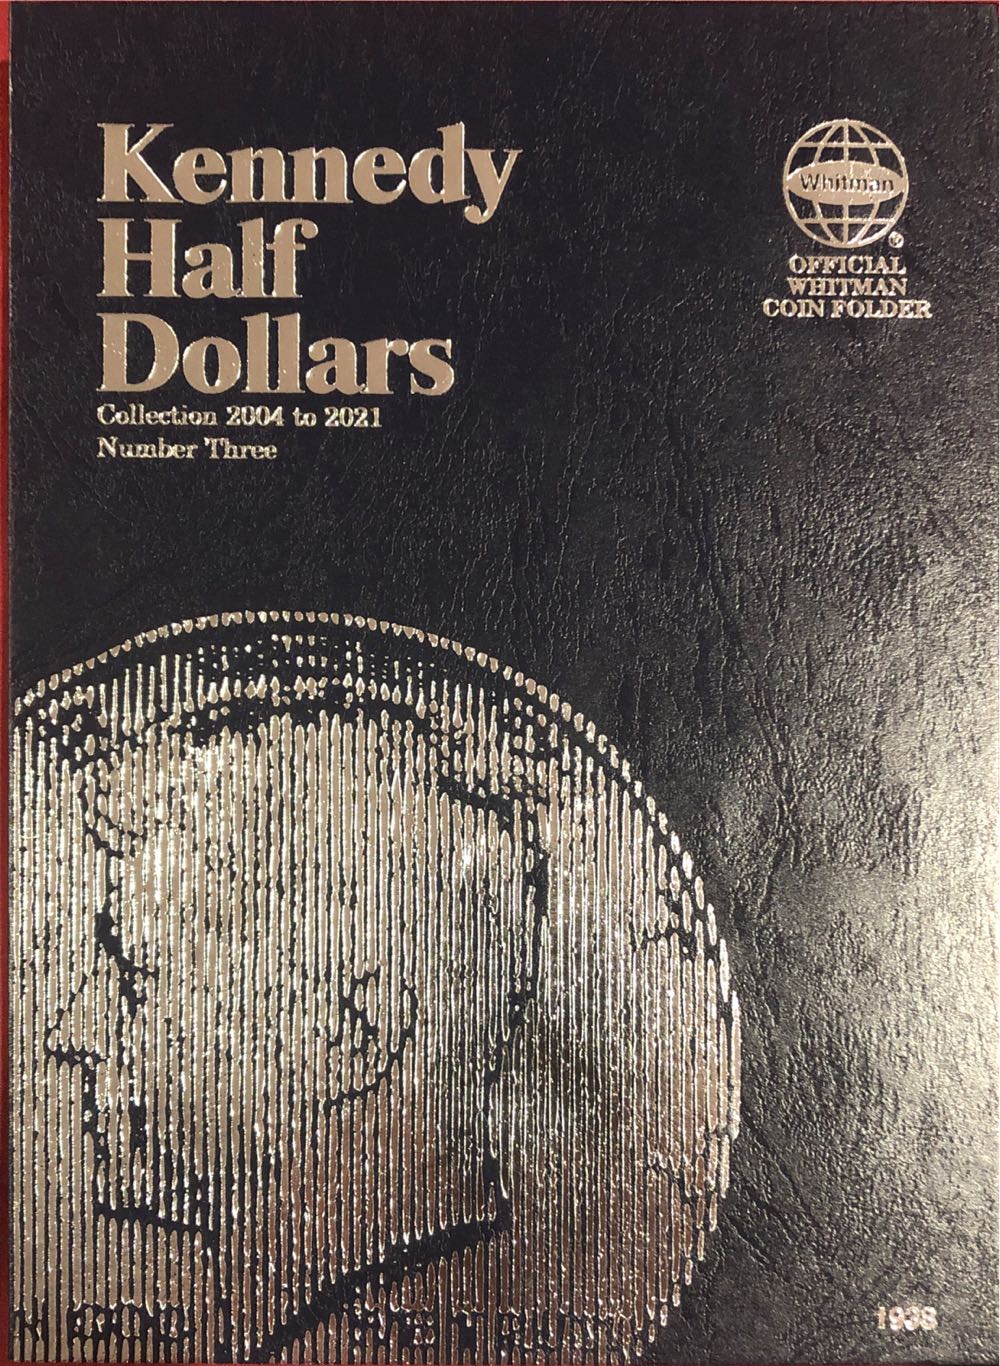 Kennedy
Half
Dollars
Collection 2004 to 2021
Number Three
Whitman
®
OFFICIAL
WHITMAN
COIN FOLDER
1938